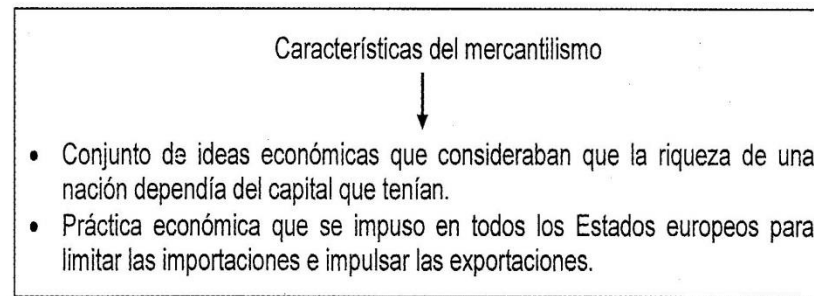 Características del mercantilismo
• Conjunto de ideas económicas que consideraban que la riqueza de una
nación dependía del capital que tenían.
• Práctica económica que se impuso en todos los Estados europeos para
limitar las importaciones e impulsar las exportaciones.